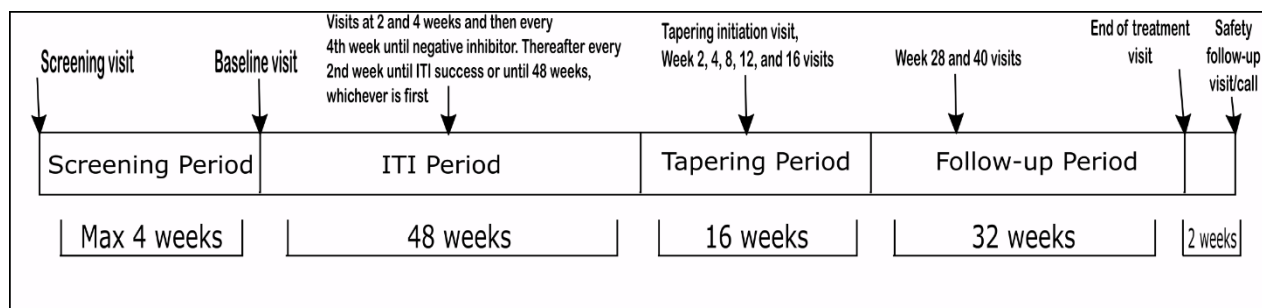 Screening visit
Baseline visit
Visits at 2 and 4 weeks and then every
4th week until negative inhibitor. Thereafter every
2nd week until ITI success or until 48 weeks,
whichever is first
Tapering initiation visit,
Week 2, 4, 8, 12, and 16 visits
Week 28 and 40 visits
End of treatment
visit
Safety
follow-up
visit/call
Screening Period
ITI Period
Tapering Period
Follow-up Period
Max 4 weeks
48 weeks
16 weeks
32 weeks
2 weeks